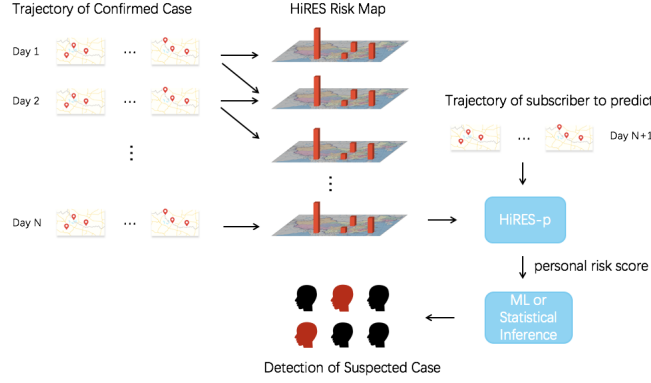 Trajectory of Confirmed Case
HiRES Risk Map
Day 1
...
Day 2
...
Trajectory of subscriber to predict
...
Day N+1
Day N
...
HiRES-p
personal risk score
ML or
Statistical
Inference
Detection of Suspected Case